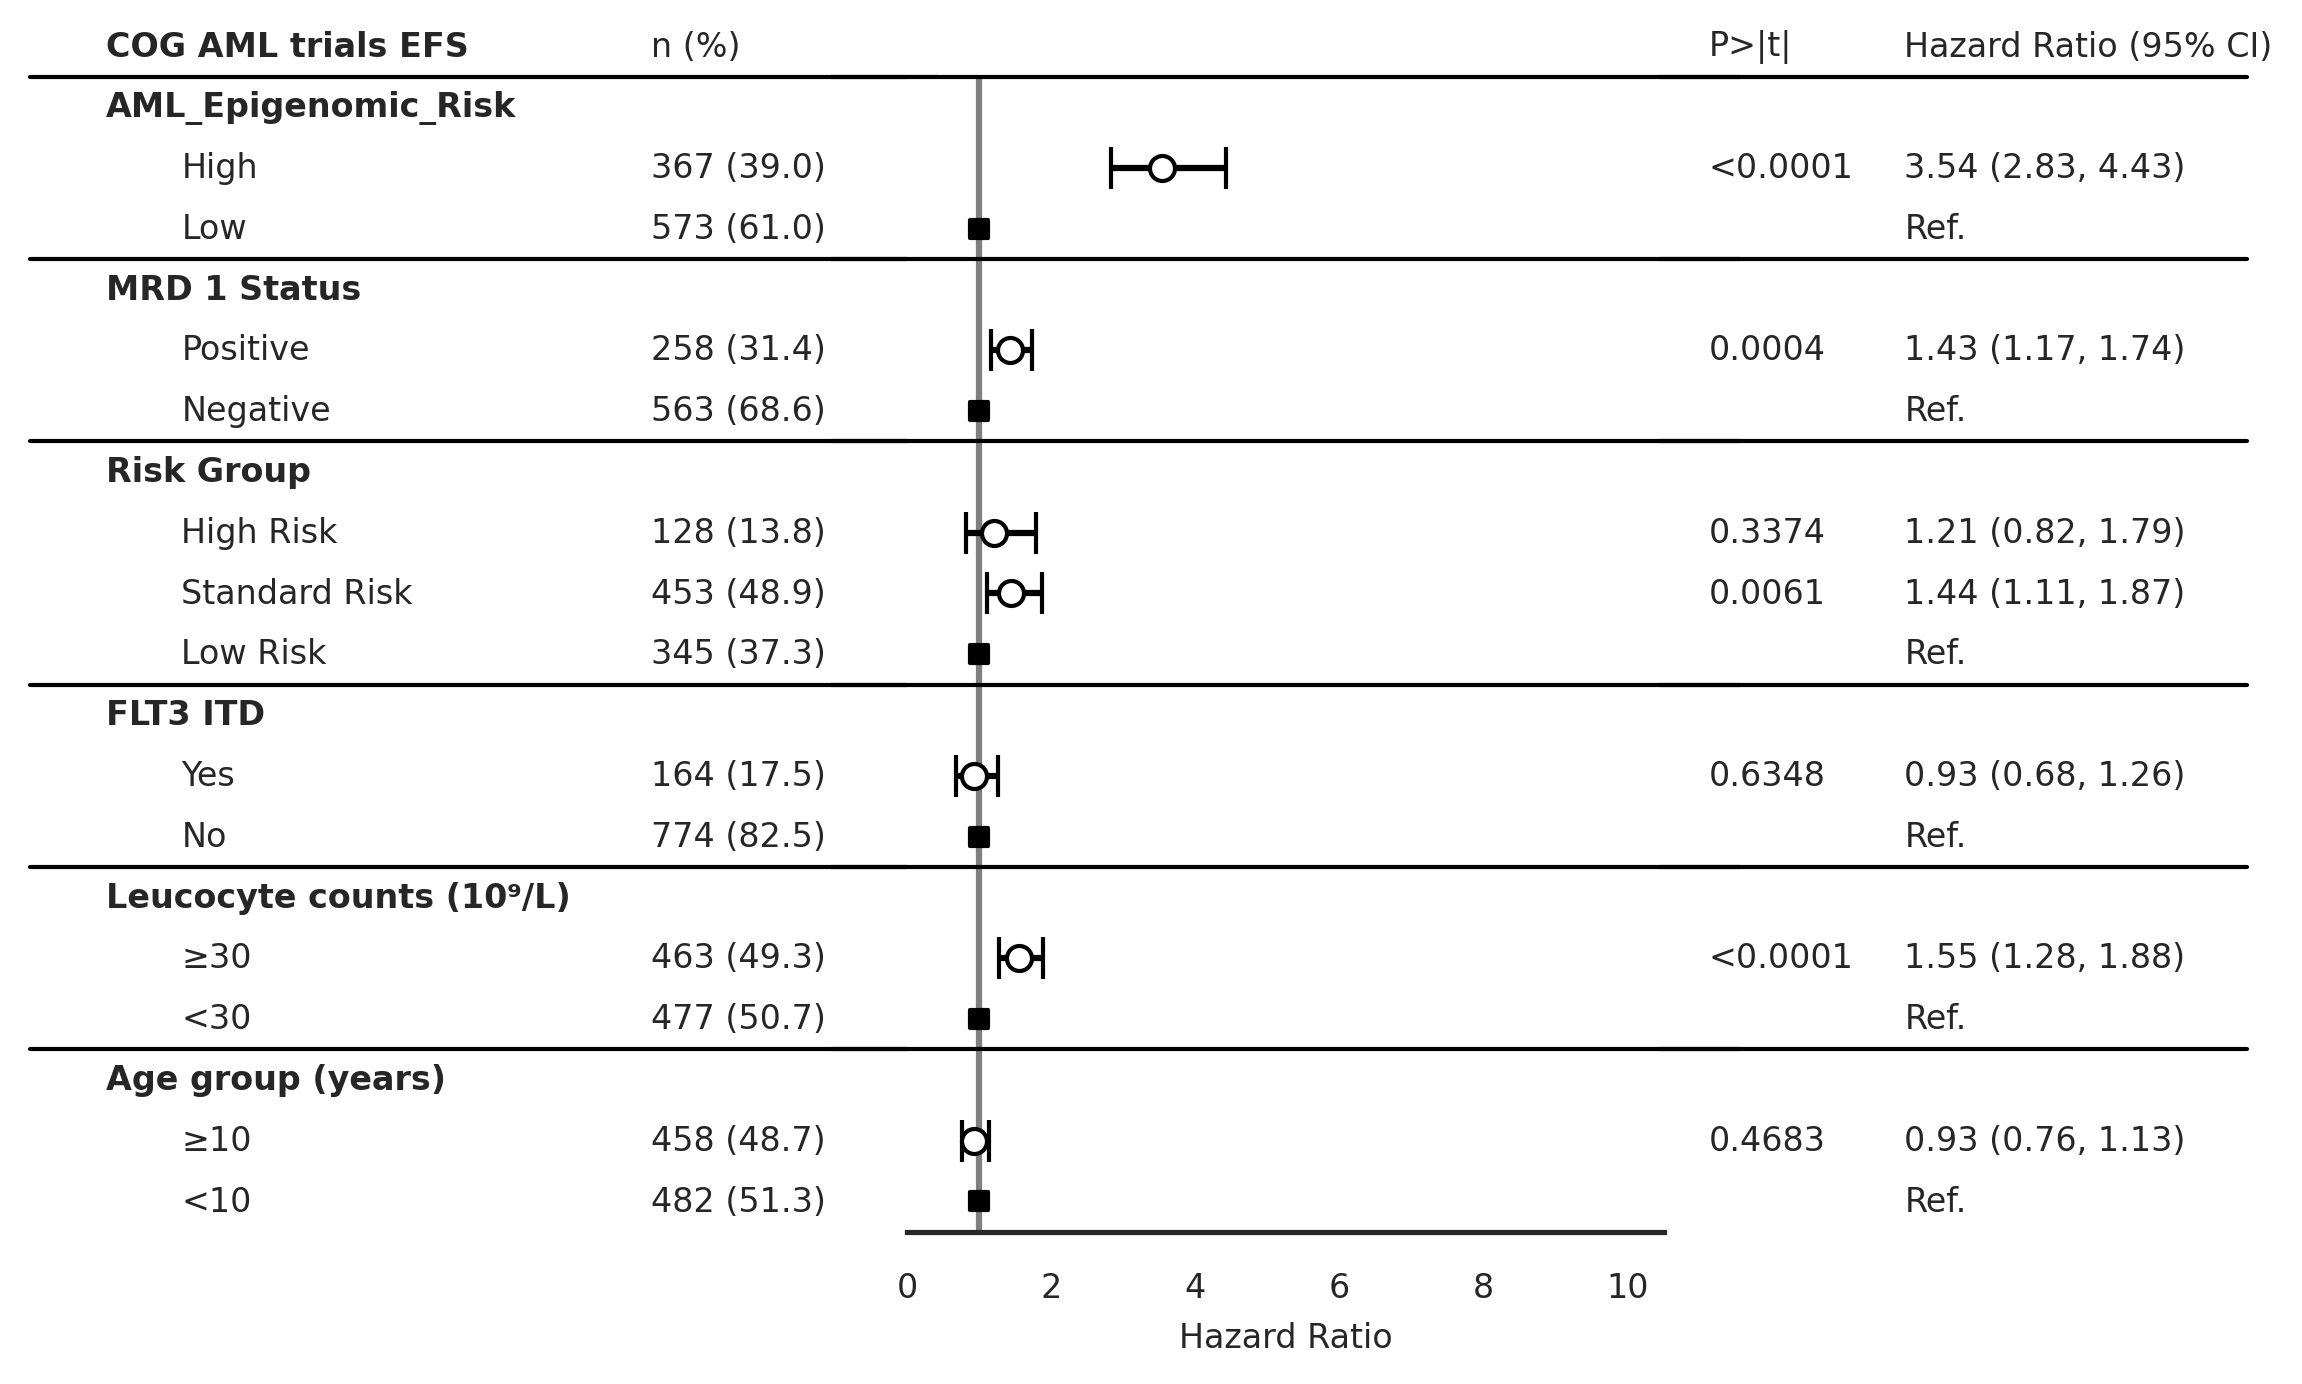 COG AML trials EFS n (%) P>|t| Hazard Ratio (95% CI)
AML_Epigenomic_Risk
High 367 (39.0) <0.0001 3.54 (2.83, 4.43)
Low 573 (61.0) Ref.
MRD 1 Status
Positive 258 (31.4) 0.0004 1.43 (1.17, 1.74)
Negative 563 (68.6) Ref.
Risk Group
High Risk 128 (13.8) 0.3374 1.21 (0.82, 1.79)
Standard Risk 453 (48.9) 0.0061 1.44 (1.11, 1.87)
Low Risk 345 (37.3) Ref.
FLT3 ITD
Yes 164 (17.5) 0.6348 0.93 (0.68, 1.26)
No 774 (82.5) Ref.
Leucocyte counts (10⁹/L)
≥30 463 (49.3) <0.0001 1.55 (1.28, 1.88)
<30 477 (50.7) Ref.
Age group (years)
≥10 458 (48.7) 0.4683 0.93 (0.76, 1.13)
<10 482 (51.3) Ref.
0 2 4 6 8 10
Hazard Ratio